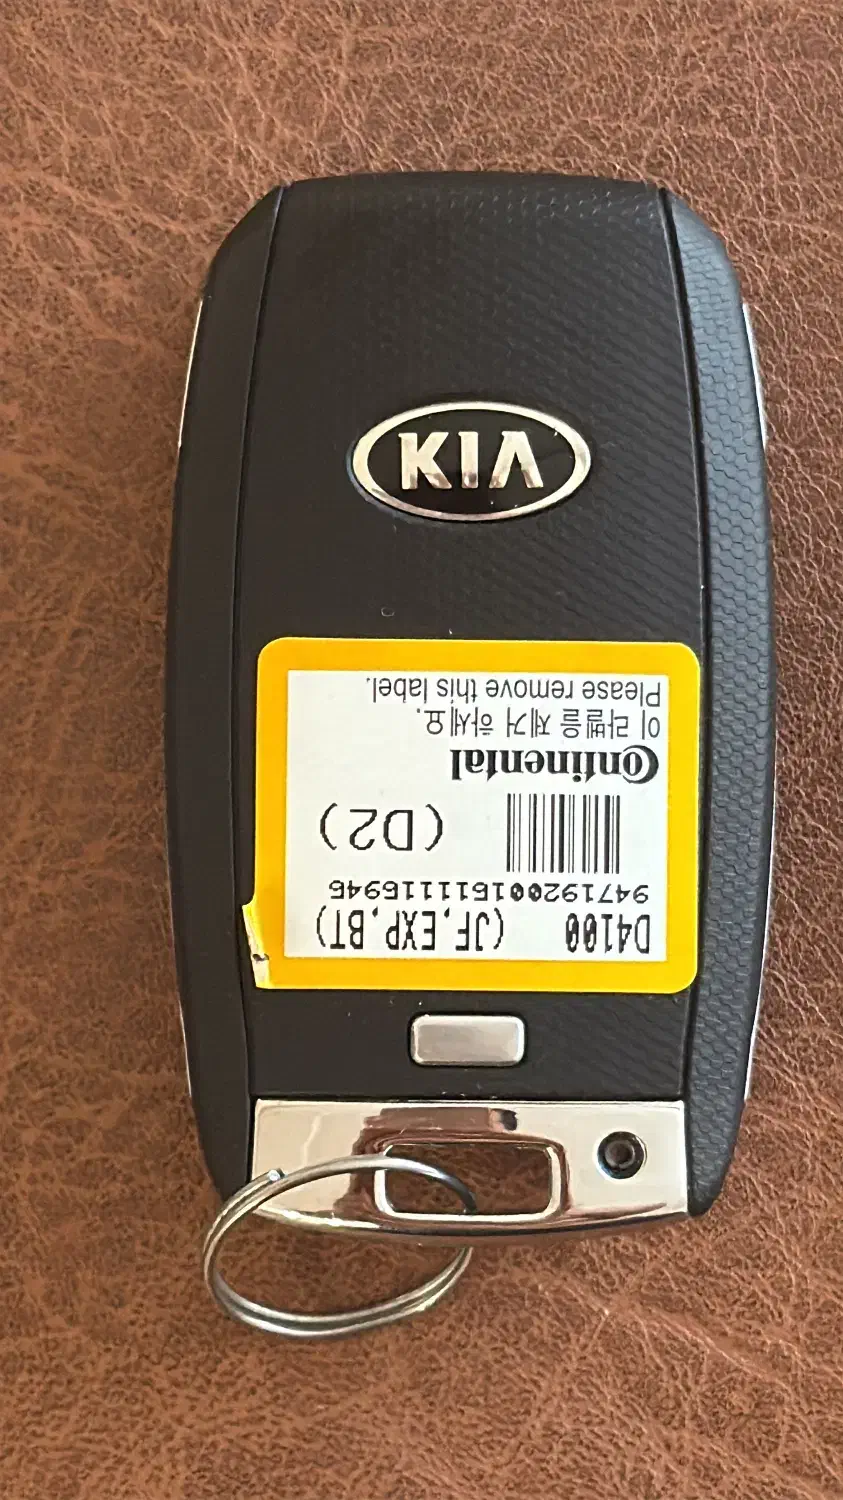 KIA
D4100 (JF,EXP,BT)
947192001511115945
(D2)
Continental
이 라벨을 제거 하세요.
Please remove this label.